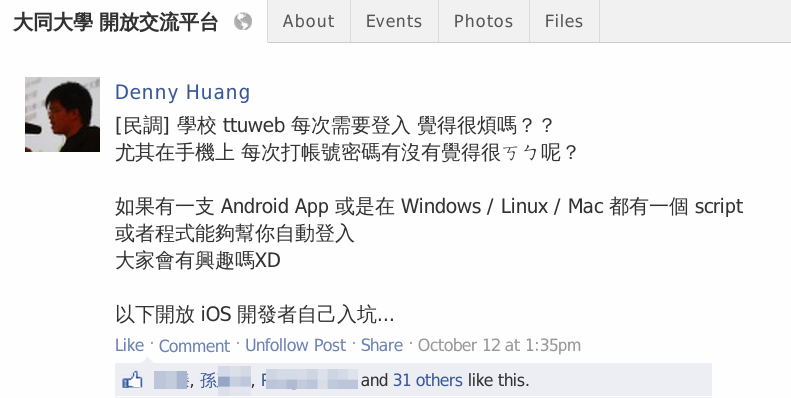 大同大學 開放交流平台 About Events Photos Files
Denny Huang
[民調] 學校 ttuweb 每次需要登入 覺得很煩嗎？？
尤其在手機上 每次打帳號密碼有沒有覺得很ㄎㄅ呢？
如果有一支 Android App 或是在 Windows / Linux / Mac 都有一個 script
或者程式能夠幫你自動登入
大家會有興趣嗎XD
以下開放 iOS 開發者自己入坑...
Like · Comment · Unfollow Post · Share · October 12 at 1:35pm
, 孫, and 31 others like this.